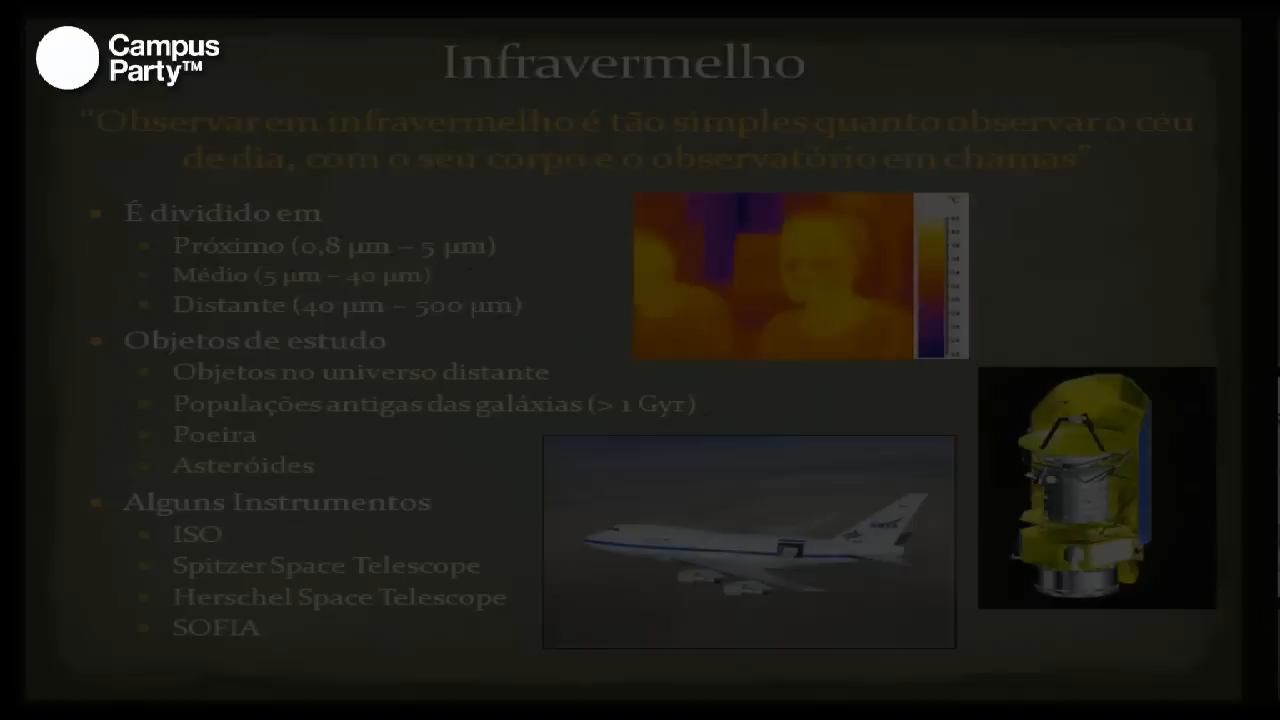 Campus
Party™
Infravermelho
“Observar em infravermelho é tão simples quanto observar o céu
de dia, com o seu corpo e o observatório em chamas”
É dividido em
Próximo (0,8 µm – 5 µm)
Médio (5 µm – 40 µm)
Distante (40 µm – 500 µm)
Objetos de estudo
Objetos no universo distante
Populações antigas das galáxias (> 1 Gyr)
Poeira
Asteróides
Alguns Instrumentos
ISO
Spitzer Space Telescope
Herschel Space Telescope
SOFIA
°C
NASA